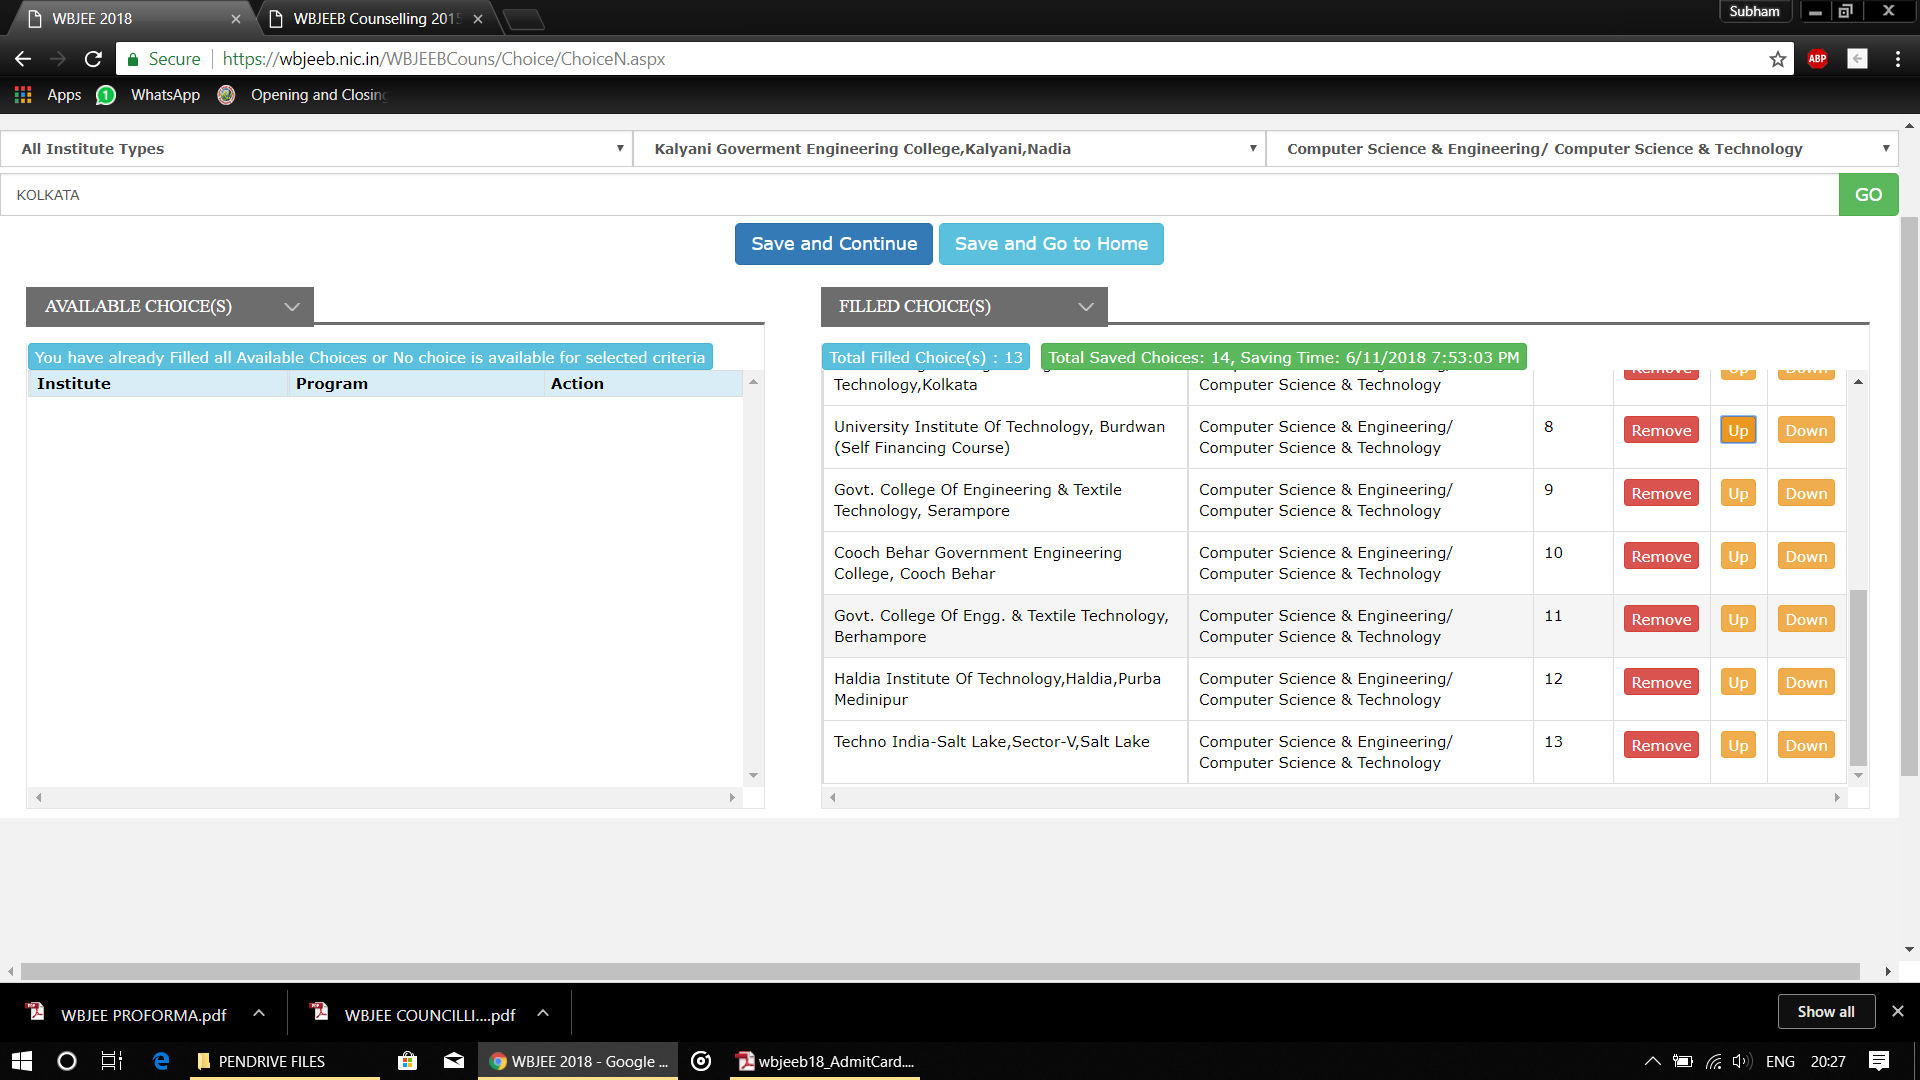 WBJEE 2018
WBJEEB Counselling 2015
Subham
Secure
https://wbjeeb.nic.in/WBJEEBCouns/Choice/ChoiceN.aspx
ABP
Apps
1
WhatsApp
Opening and Closing
All Institute Types
Kalyani Goverment Engineering College,Kalyani,Nadia
Computer Science & Engineering/ Computer Science & Technology
KOLKATA
GO
Save and Continue
Save and Go to Home
AVAILABLE CHOICE(S)
FILLED CHOICE(S)
You have already Filled all Available Choices or No choice is available for selected criteria
Total Filled Choice(s) : 13
Total Saved Choices: 14, Saving Time: 6/11/2018 7:53:03 PM
Institute Program Action
Remove Up Down
Technology,Kolkata
Computer Science & Technology
University Institute Of Technology, Burdwan
(Self Financing Course)
Computer Science & Engineering/
Computer Science & Technology
8
Remove Up Down
Govt. College Of Engineering & Textile
Technology, Serampore
Computer Science & Engineering/
Computer Science & Technology
9
Remove Up Down
Cooch Behar Government Engineering
College, Cooch Behar
Computer Science & Engineering/
Computer Science & Technology
10
Remove Up Down
Govt. College Of Engg. & Textile Technology,
Berhampore
Computer Science & Engineering/
Computer Science & Technology
11
Remove Up Down
Haldia Institute Of Technology,Haldia,Purba
Medinipur
Computer Science & Engineering/
Computer Science & Technology
12
Remove Up Down
Techno India-Salt Lake,Sector-V,Salt Lake
Computer Science & Engineering/
Computer Science & Technology
13
Remove Up Down
WBJEE PROFORMA.pdf
WBJEE COUNCILLI....pdf
Show all
PENDRIVE FILES
WBJEE 2018 - Google ...
wbjeeb18_AdmitCard....
ENG
20:27